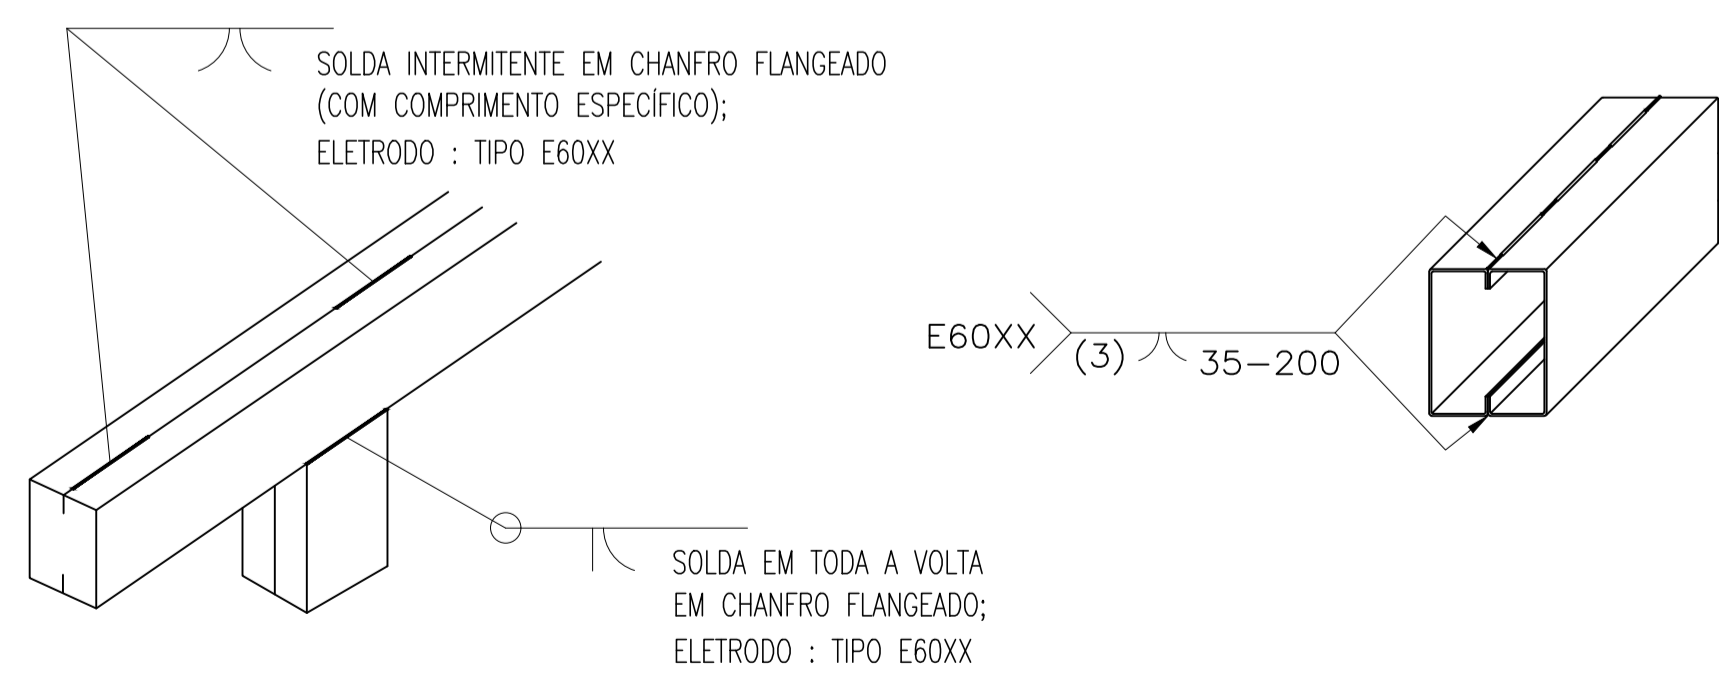 SOLDA INTERMITENTE EM CHANFRO FLANGEADO
(COM COMPRIMENTO ESPECÍFICO);
ELETRODO : TIPO E60XX
E60XX
(3)
35-200
SOLDA EM TODA A VOLTA
EM CHANFRO FLANGEADO;
ELETRODO : TIPO E60XX